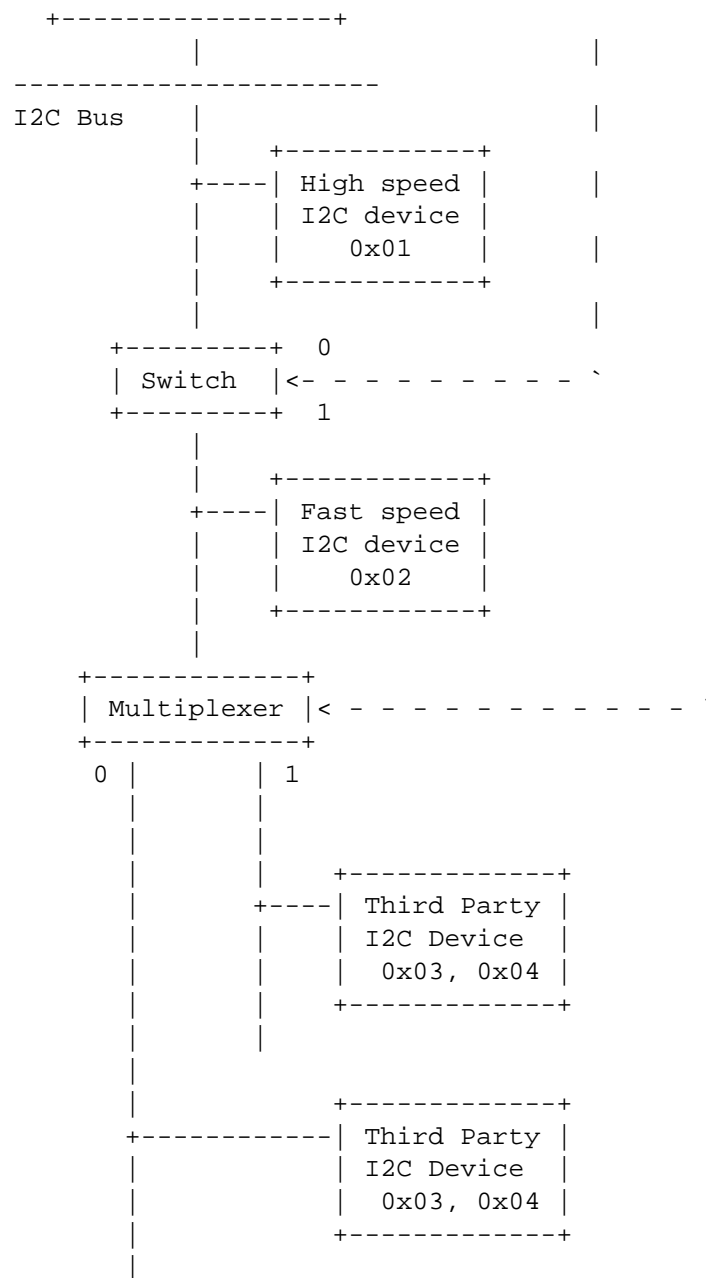 I2C Bus
High speed
I2C device
0x01
0
Switch
1
Fast speed
I2C device
0x02
Multiplexer
0 1
Third Party
I2C Device
0x03, 0x04
Third Party
I2C Device
0x03, 0x04